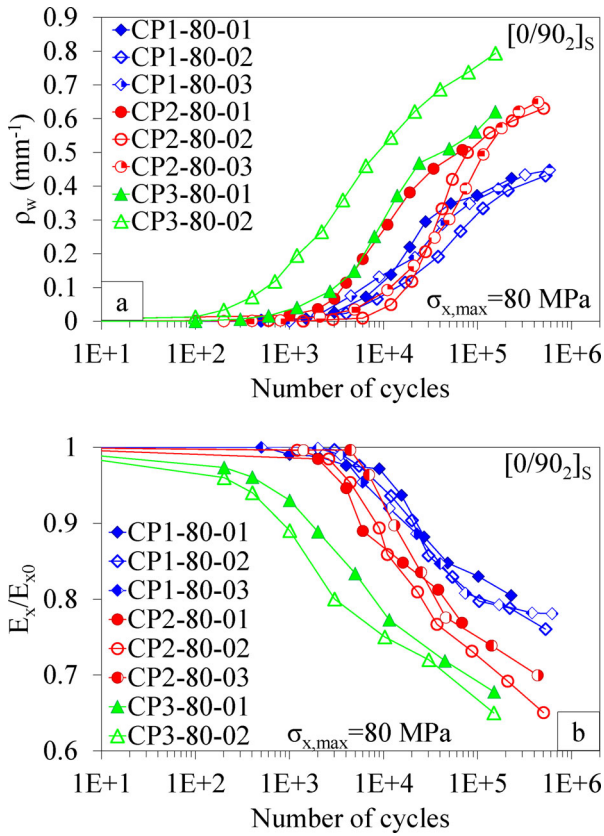 0.9
0.8
0.7
0.6
0.5
0.4
0.3
0.2
0.1
0
ρw (mm-1)
CP1-80-01
CP1-80-02
CP1-80-03
CP2-80-01
CP2-80-02
CP2-80-03
CP3-80-01
CP3-80-02
[0/902]S
a
σx,max=80 MPa
1E+1 1E+2 1E+3 1E+4 1E+5 1E+6
Number of cycles
1
0.9
0.8
0.7
0.6
Ex/Ex0
[0/902]S
CP1-80-01
CP1-80-02
CP1-80-03
CP2-80-01
CP2-80-02
CP2-80-03
CP3-80-01
CP3-80-02
σx,max=80 MPa
b
1E+1 1E+2 1E+3 1E+4 1E+5 1E+6
Number of cycles